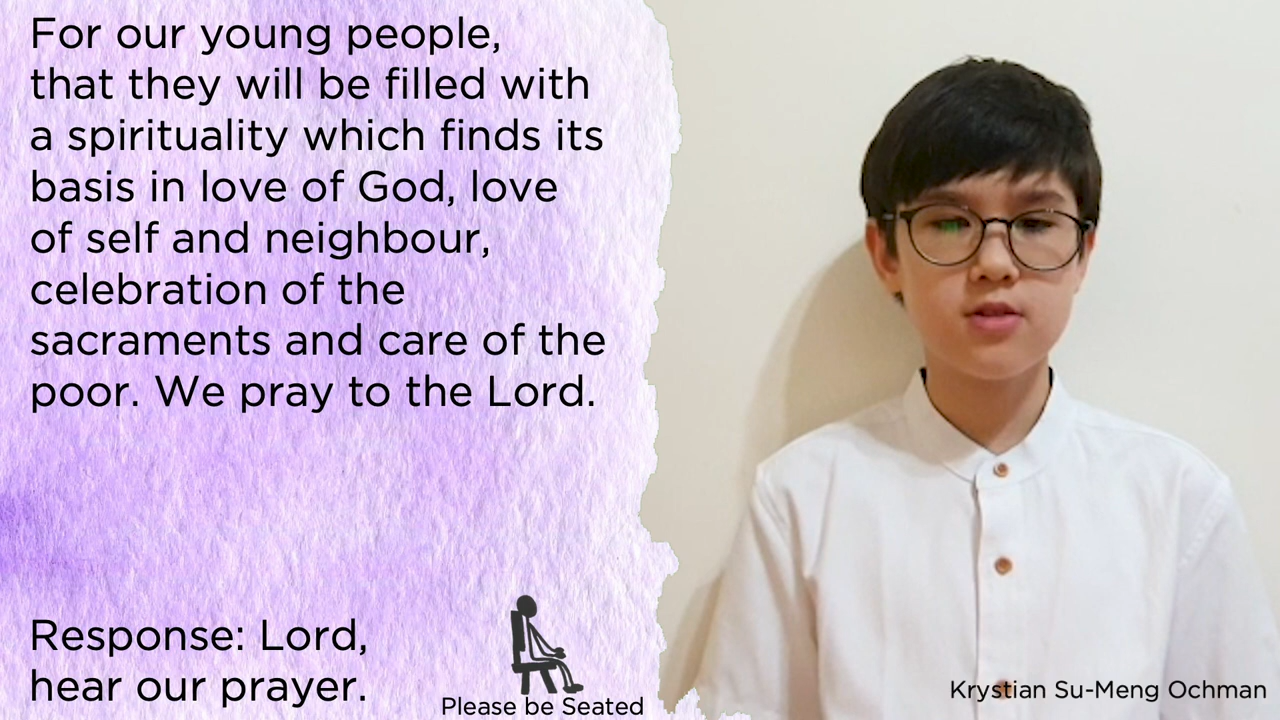 For our young people,
that they will be filled with
a spirituality which finds its
basis in love of God, love
of self and neighbour,
celebration of the
sacraments and care of the
poor. We pray to the Lord.
Response: Lord,
hear our prayer.
Please be Seated
Krystian Su-Meng Ochman